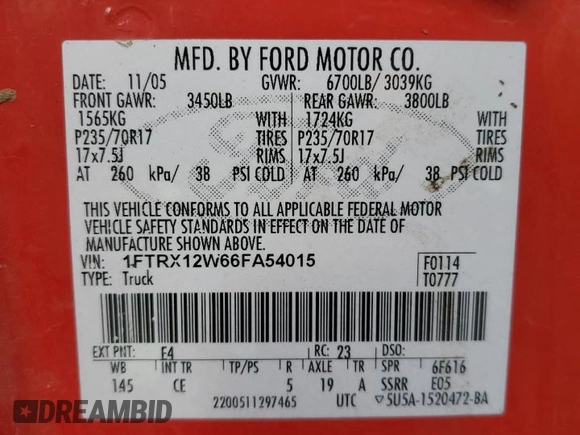 MFD. BY FORD MOTOR CO.
DATE: 11/05 GVWR: 6700LB/ 3039KG
FRONT GAWR: 3450LB REAR GAWR: 3800LB
1565KG WITH 1724KG WITH
P235/70R17 TIRES P235/70R17 TIRES
17x7.5J RIMS 17x7.5J RIMS
AT 260 kPa/ 38 PSI COLD AT 260 kPa/ 38 PSI COLD
Ford
THIS VEHICLE CONFORMS TO ALL APPLICABLE FEDERAL MOTOR
VEHICLE SAFETY STANDARDS IN EFFECT ON THE DATE OF
MANUFACTURE SHOWN ABOVE.
VIN: 1FTRX12W66FA54015 F0114
TYPE: Truck T0777
EXT PNT: E4 RC: 23 DSO:
WB INT TR TP/PS R AXLE TR SPR 6F616
145 CE 5 19 A SSRR E05
2200511297465 UTC ▽5U5A-1520472-BA
DREAMBID